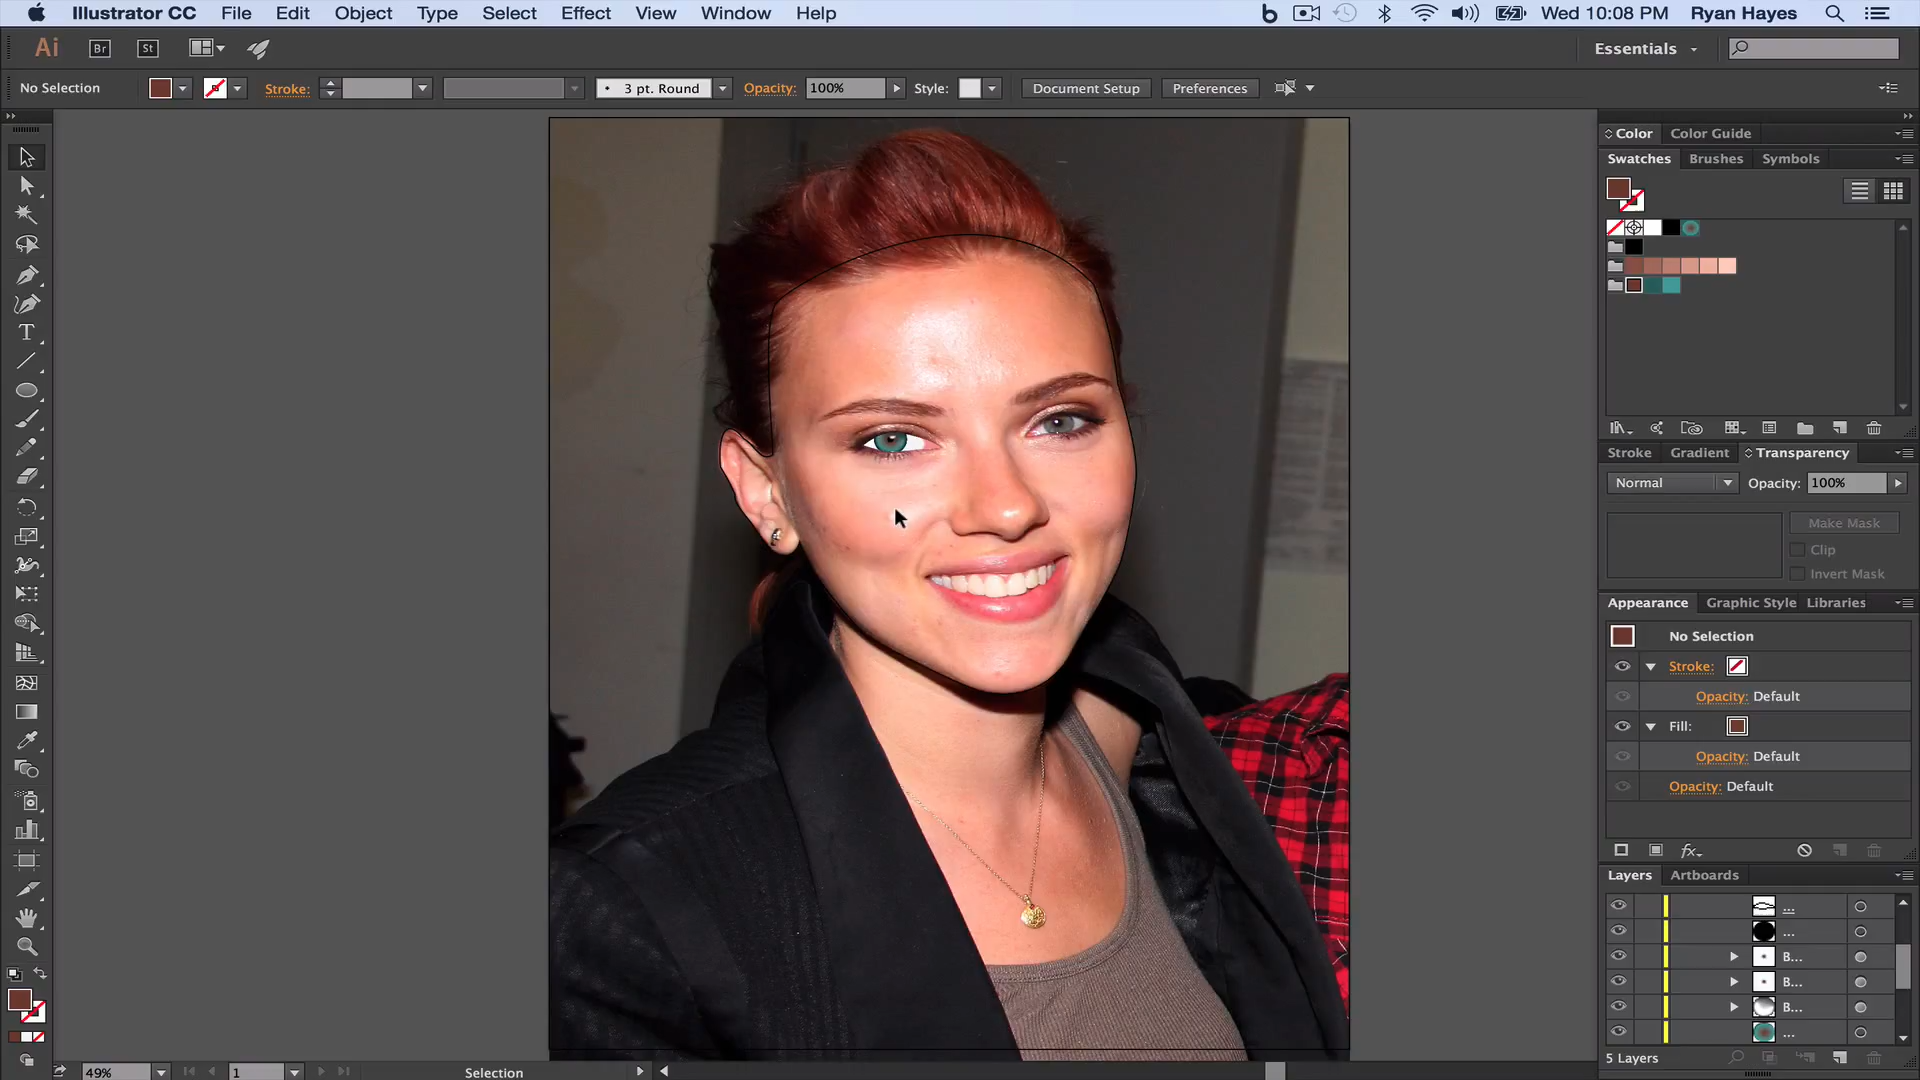 Illustrator CC File Edit Object Type Select Effect View Window Help Wed 10:08 PM Ryan Hayes
Ai Br St Essentials
No Selection Stroke: 3 pt. Round Opacity: 100% Style: Document Setup Preferences
Color Color Guide
Swatches Brushes Symbols
Stroke Gradient Transparency
Normal Opacity: 100%
Make Mask
Clip
Invert Mask
Appearance Graphic Style Libraries
No Selection
Stroke:
Opacity: Default
Fill:
Opacity: Default
Opacity: Default
fx
Layers Artboards
...
...
B...
B...
B...
...
5 Layers
49% 1 Selection